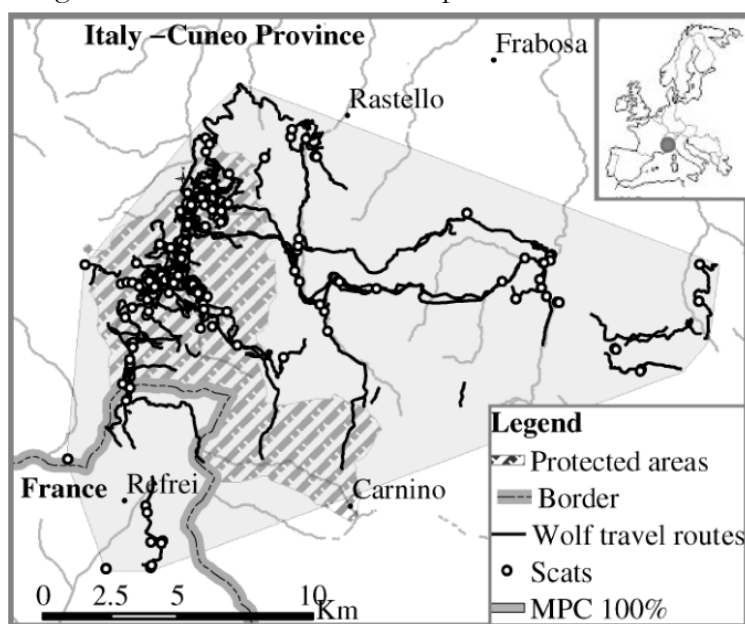 Italy –Cuneo Province
Frabosa
Rastello
France
Refrei
Carnino
Legend
Protected areas
Border
Wolf travel routes
Scats
MPC 100%
0 2.5 5 10
Km